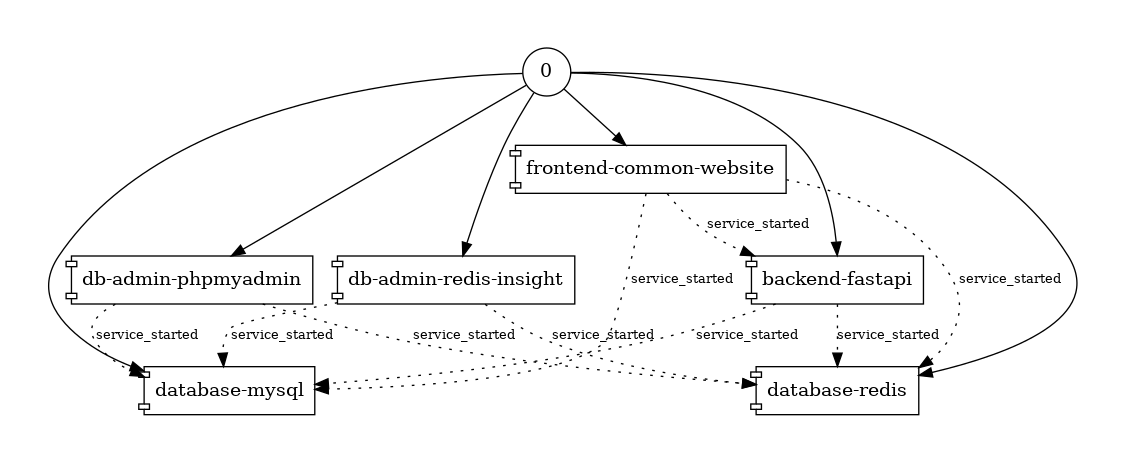 0
frontend-common-website
service_started
db-admin-phpmyadmin
db-admin-redis-insight
service_started
backend-fastapi
service_started
service_started
service_started
service_started
service_started
service_started
service_started
database-mysql
database-redis